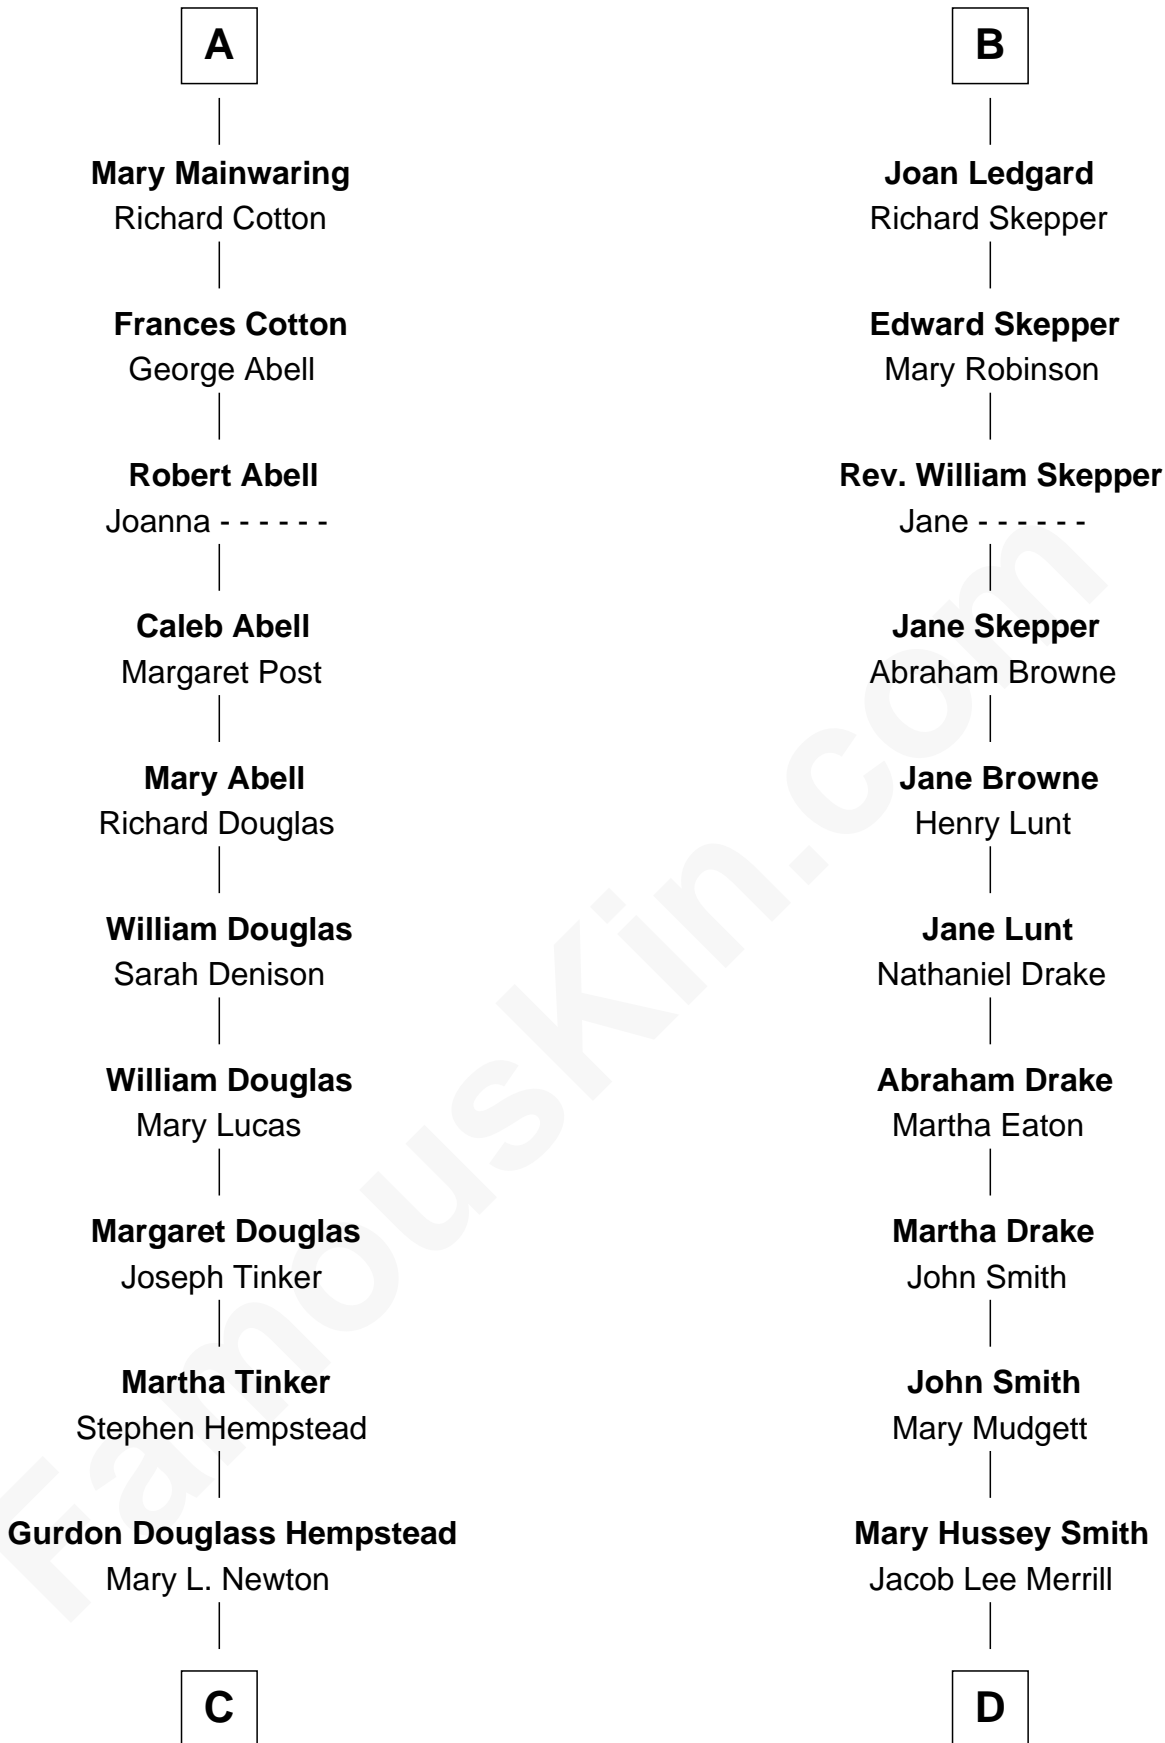 A
Mary Mainwaring
Richard Cotton
Frances Cotton
George Abell
Robert Abell
Joanna - - - - - -
Caleb Abell
Margaret Post
Mary Abell
Richard Douglas
William Douglas
Sarah Denison
William Douglas
Mary Lucas
Margaret Douglas
Joseph Tinker
Martha Tinker
Stephen Hempstead
Gurdon Douglass Hempstead
Mary L. Newton
C
B
Joan Ledgard
Richard Skepper
Edward Skepper
Mary Robinson
Rev. William Skepper
Jane - - - - - -
Jane Skepper
Abraham Browne
Jane Browne
Henry Lunt
Jane Lunt
Nathaniel Drake
Abraham Drake
Martha Eaton
Martha Drake
John Smith
John Smith
Mary Mudgett
Mary Hussey Smith
Jacob Lee Merrill
D
FamousKin.com